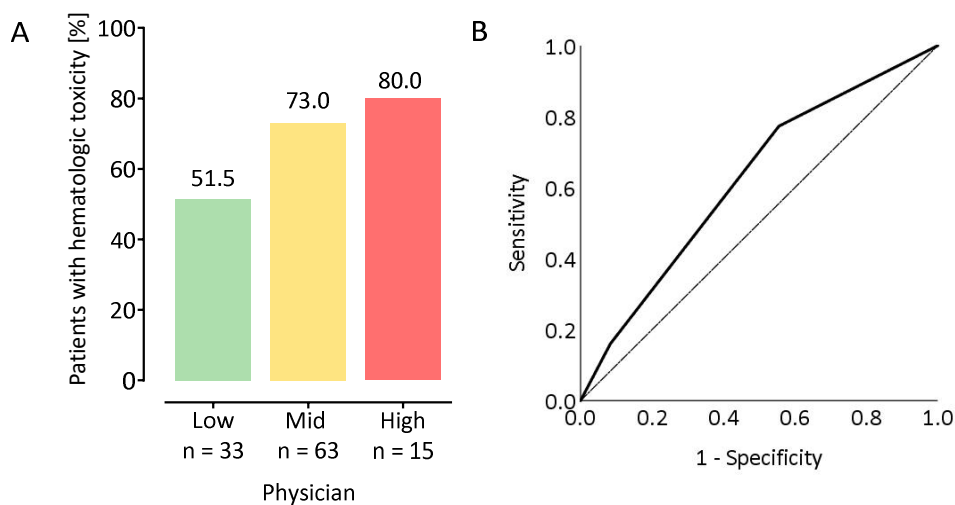 A
Patients with hematologic toxicity [%]
100
80
60
40
20
0
51.5
73.0
80.0
Low
Mid
High
n = 33
n = 63
n = 15
Physician
B
Sensitivity
1.0
0.8
0.6
0.4
0.2
0.0
0.0
0.2
0.4
0.6
0.8
1.0
1 - Specificity